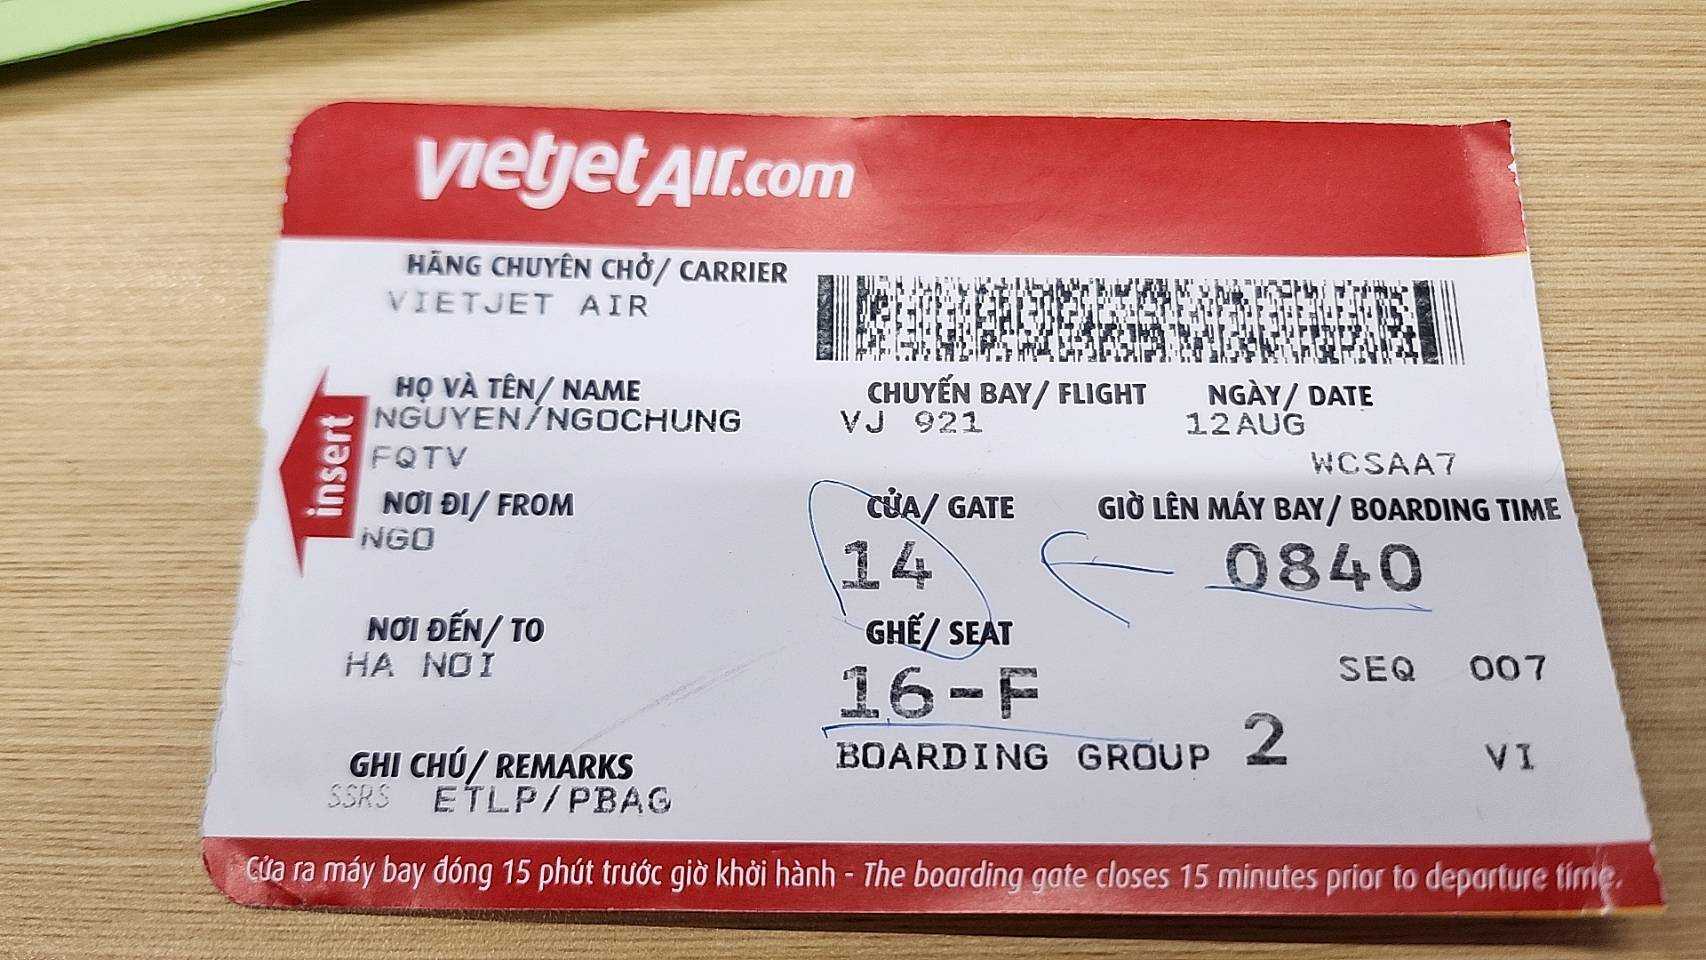 vietjetAir.com
HÃNG CHUYÊN CHỞ/ CARRIER
VIETJET AIR
HỌ VÀ TÊN/ NAME
NGUYEN/NGOCHUNG
FQTV
CHUYẾN BAY/ FLIGHT
VJ 921
NGÀY/ DATE
12AUG
WCSAA7
insert
NƠI ĐI/ FROM
NGO
CỬA/ GATE
14
GIỜ LÊN MÁY BAY/ BOARDING TIME
0840
NƠI ĐẾN/ TO
HA NOI
GHẾ/ SEAT
16-F
SEQ 007
BOARDING GROUP 2
VI
GHI CHÚ/ REMARKS
SSRS ETLP/PBAG
Cửa ra máy bay đóng 15 phút trước giờ khởi hành - The boarding gate closes 15 minutes prior to departure time.